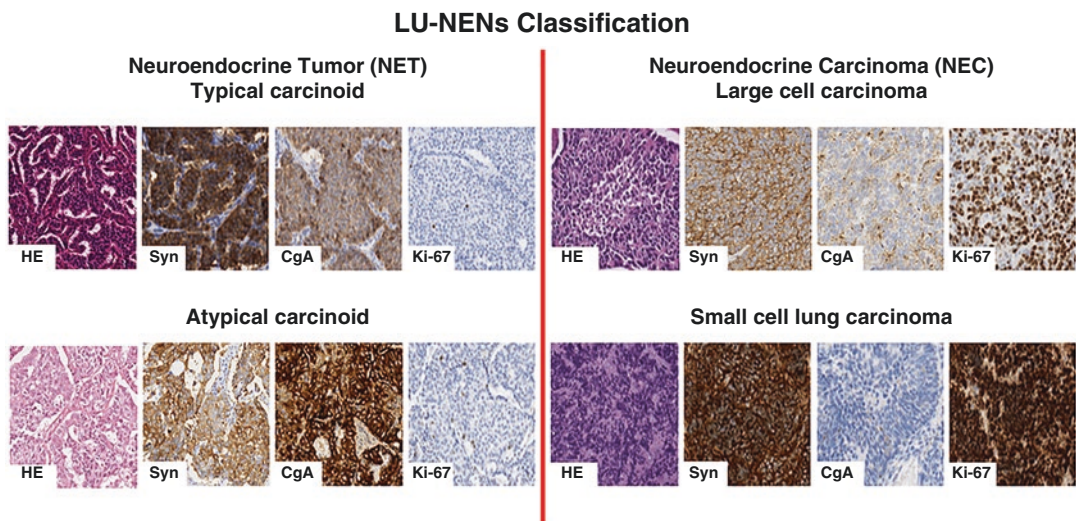 LU-NENs Classification
Neuroendocrine Tumor (NET)
Typical carcinoid
HE
Syn
CgA
Ki-67
Atypical carcinoid
HE
Syn
CgA
Ki-67
Neuroendocrine Carcinoma (NEC)
Large cell carcinoma
HE
Syn
CgA
Ki-67
Small cell lung carcinoma
HE
Syn
CgA
Ki-67